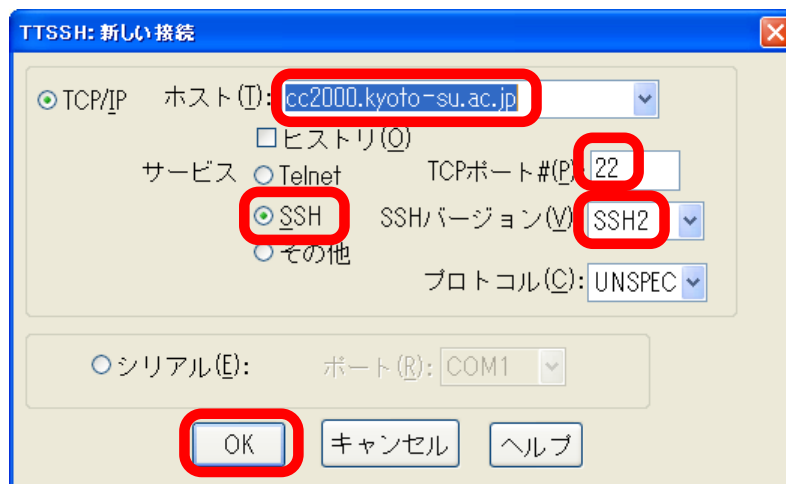 TTSSH: 新しい接続
TCP/IP ホスト(T): cc2000.kyoto-su.ac.jp
ヒストリ(O)
サービス Telnet TCPポート#(P): 22
SSH SSHバージョン(V): SSH2
その他
プロトコル(C): UNSPEC
シリアル(E): ポート(R): COM1
OK キャンセル ヘルプ